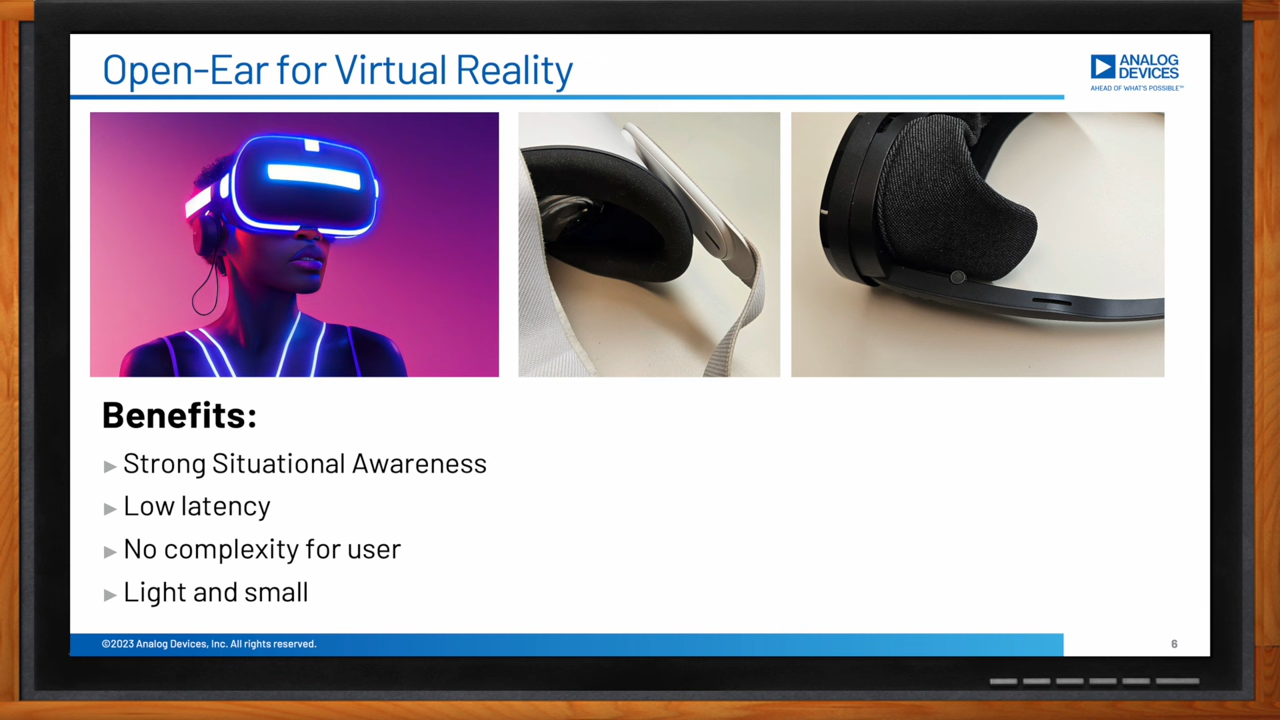 Open-Ear for Virtual Reality
ANALOG
DEVICES
AHEAD OF WHAT'S POSSIBLE™
Benefits:
Strong Situational Awareness
Low latency
No complexity for user
Light and small
©2023 Analog Devices, Inc. All rights reserved.
6